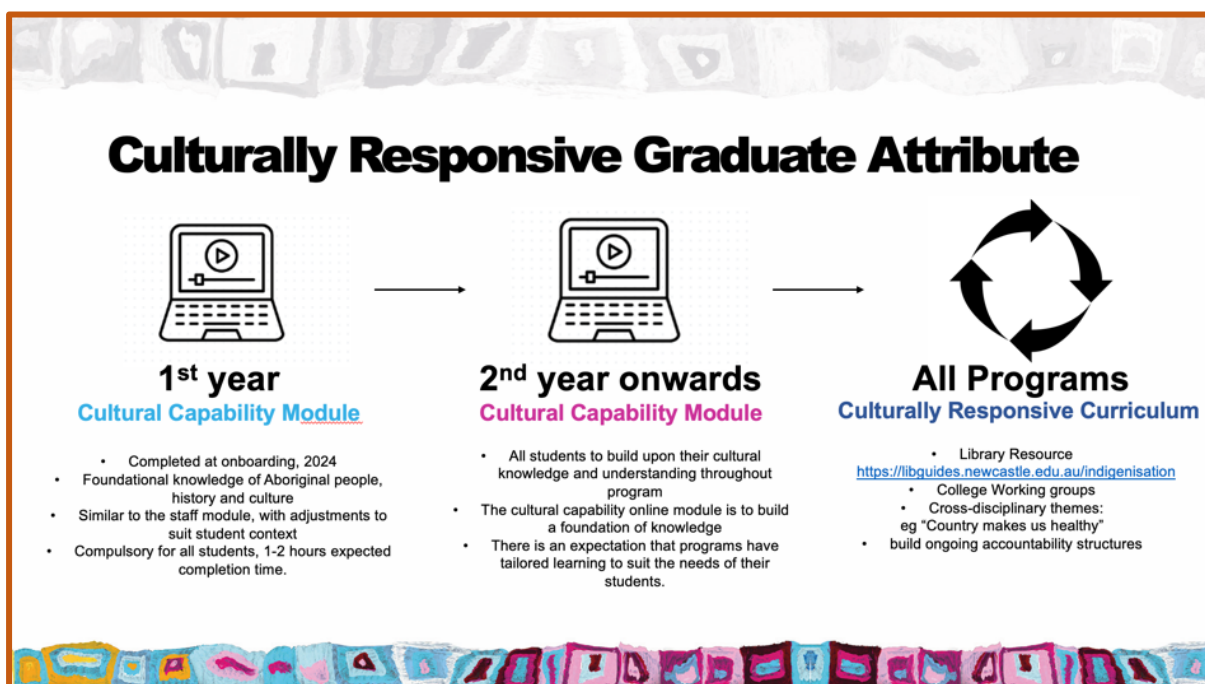 Culturally Responsive Graduate Attribute
1st year
Cultural Capability Module
• Completed at onboarding, 2024
• Foundational knowledge of Aboriginal people,
history and culture
• Similar to the staff module, with adjustments to
suit student context
• Compulsory for all students, 1-2 hours expected
completion time.
2nd year onwards
Cultural Capability Module
• All students to build upon their cultural
knowledge and understanding throughout
program
• The cultural capability online module is to build
a foundation of knowledge
• There is an expectation that programs have
tailored learning to suit the needs of their
students.
All Programs
Culturally Responsive Curriculum
• Library Resource
https://libguides.newcastle.edu.au/indigenisation
• College Working groups
• Cross-disciplinary themes:
eg “Country makes us healthy”
• build ongoing accountability structures